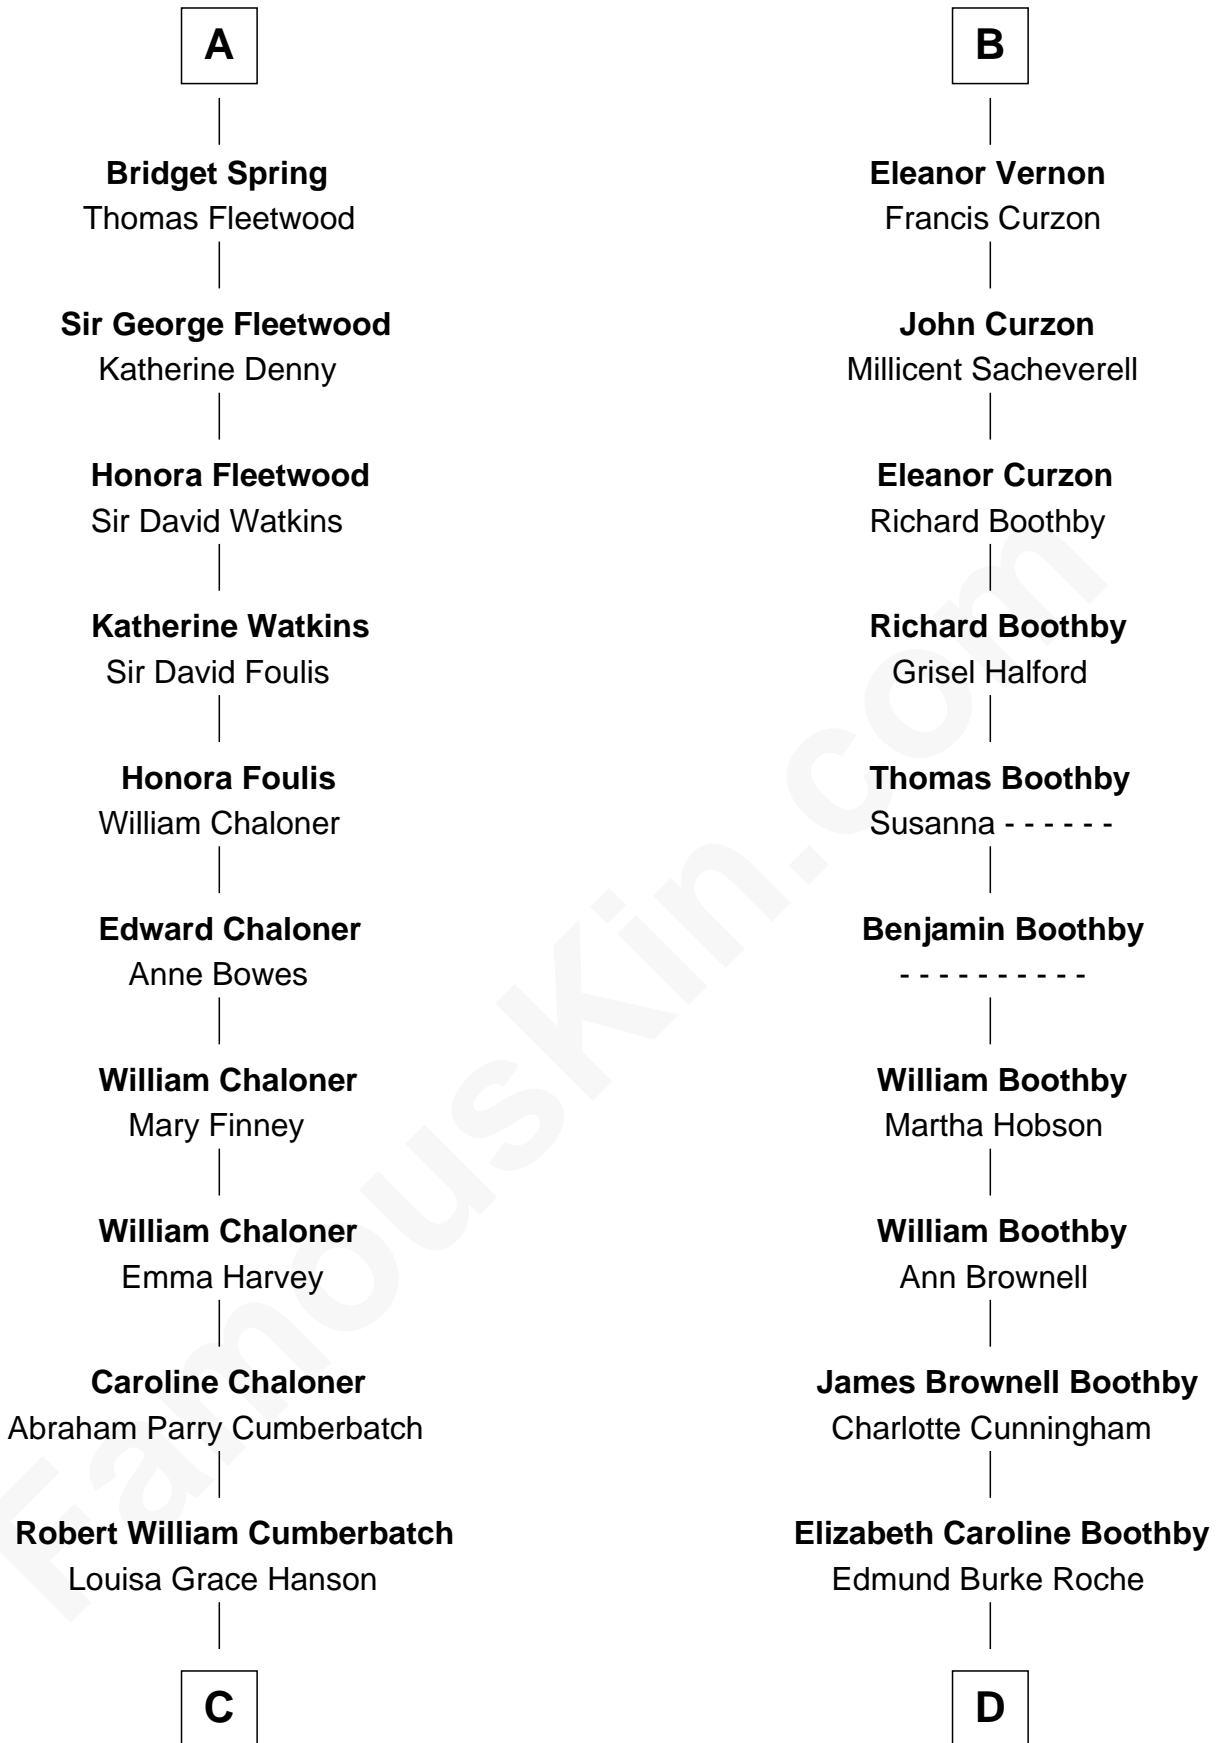 A
Bridget Spring
Thomas Fleetwood
Sir George Fleetwood
Katherine Denny
Honora Fleetwood
Sir David Watkins
Katherine Watkins
Sir David Foulis
Honora Foulis
William Chaloner
Edward Chaloner
Anne Bowes
William Chaloner
Mary Finney
William Chaloner
Emma Harvey
Caroline Chaloner
Abraham Parry Cumberbatch
Robert William Cumberbatch
Louisa Grace Hanson
C
B
Eleanor Vernon
Francis Curzon
John Curzon
Millicent Sacheverell
Eleanor Curzon
Richard Boothby
Richard Boothby
Grisel Halford
Thomas Boothby
Susanna - - - - - -
Benjamin Boothby
- - - - - - - - - -
William Boothby
Martha Hobson
William Boothby
Ann Brownell
James Brownell Boothby
Charlotte Cunningham
Elizabeth Caroline Boothby
Edmund Burke Roche
D
FamousKin.com